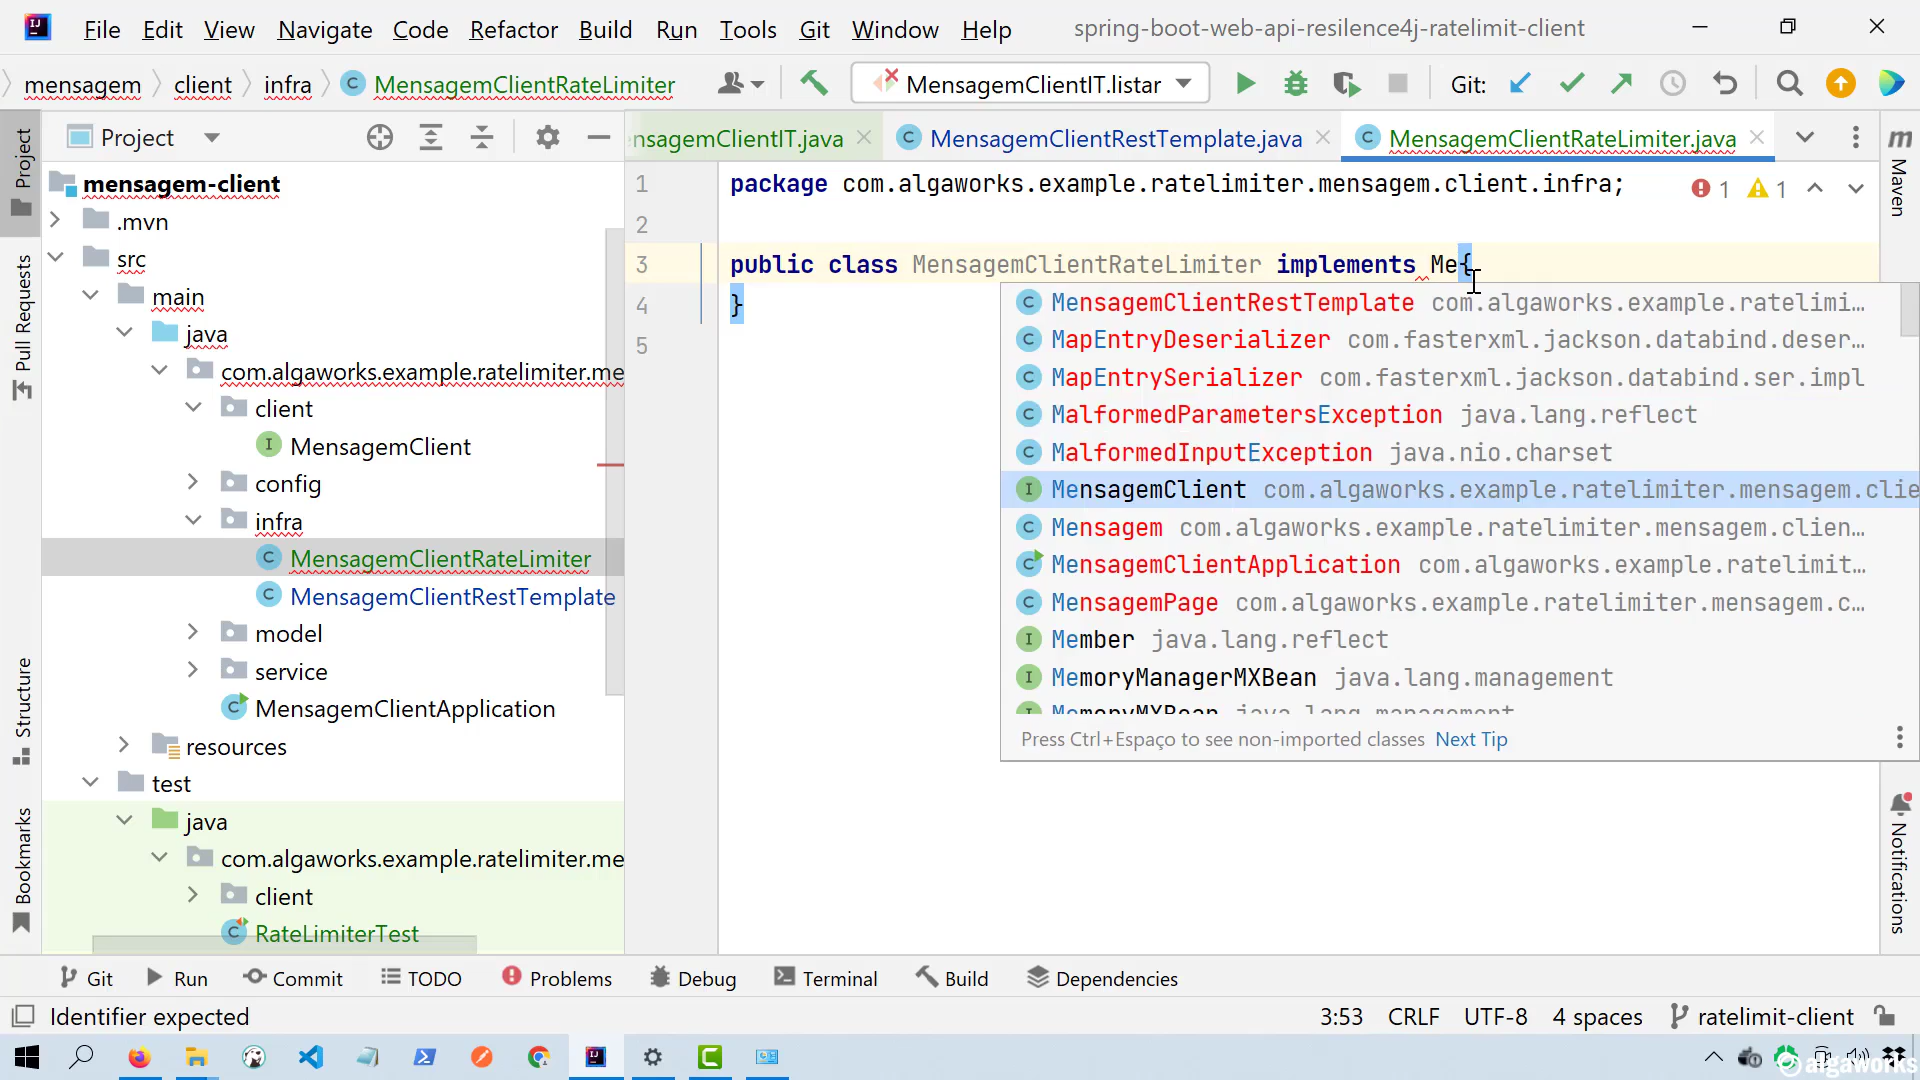 File Edit View Navigate Code Refactor Build Run Tools Git Window Help spring-boot-web-api-resilence4j-ratelimit-client
mensagem client infra MensagemClientRateLimiter MensagemClientIT.listar Git:
Project
nsagemClientIT.java MensagemClientRestTemplate.java MensagemClientRateLimiter.java
Project
Pull Requests
Structure
Bookmarks
mensagem-client
.mvn
src
main
java
com.algaworks.example.ratelimiter.me
client
MensagemClient
config
infra
MensagemClientRateLimiter
MensagemClientRestTemplate
model
service
MensagemClientApplication
resources
test
java
com.algaworks.example.ratelimiter.me
client
RateLimiterTest
1 package com.algaworks.example.ratelimiter.mensagem.client.infra; 1 1
2
3 public class MensagemClientRateLimiter implements Me{
4 }
5
MensagemClientRestTemplate com.algaworks.example.ratelimi…
MapEntryDeserializer com.fasterxml.jackson.databind.deser…
MapEntrySerializer com.fasterxml.jackson.databind.ser.impl
MalformedParametersException java.lang.reflect
MalformedInputException java.nio.charset
MensagemClient com.algaworks.example.ratelimiter.mensagem.clie
Mensagem com.algaworks.example.ratelimiter.mensagem.clien…
MensagemClientApplication com.algaworks.example.ratelimit…
MensagemPage com.algaworks.example.ratelimiter.mensagem.c…
Member java.lang.reflect
MemoryManagerMXBean java.lang.management
MemoryMXBean java.lang.management
Press Ctrl+Espaço to see non-imported classes Next Tip
Maven
Notifications
Git Run Commit TODO Problems Debug Terminal Build Dependencies
Identifier expected 3:53 CRLF UTF-8 4 spaces ratelimit-client
algaworks